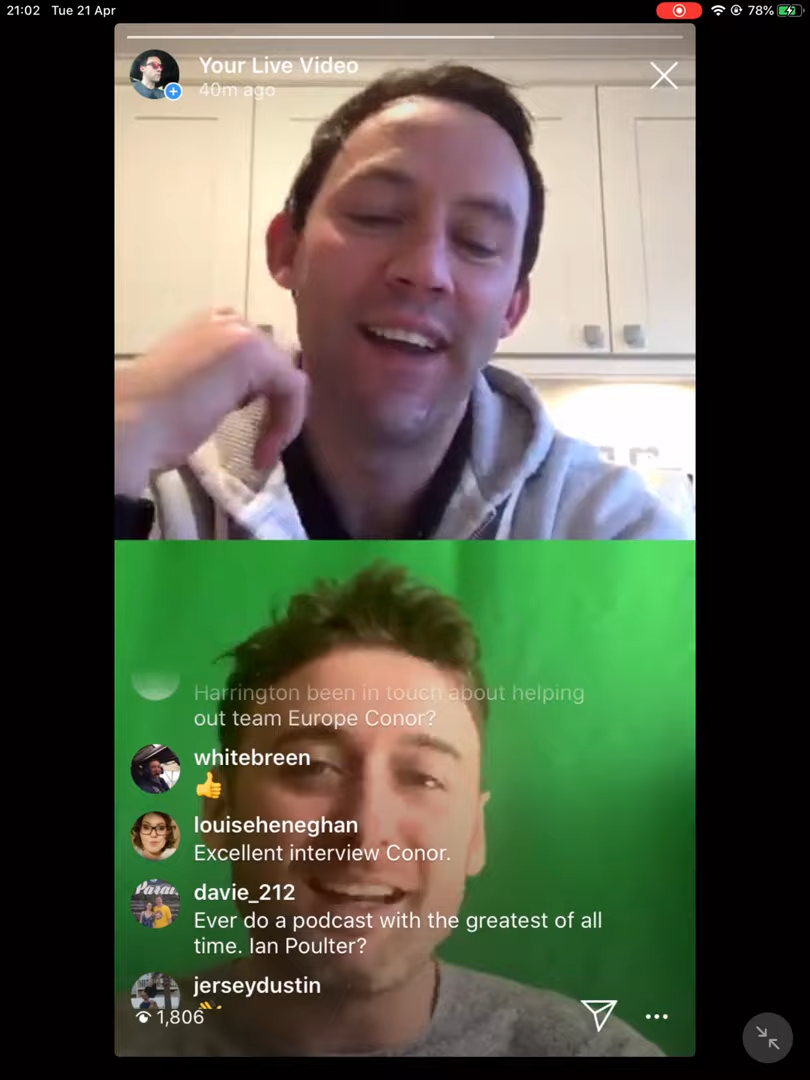 21:02 Tue 21 Apr
78%
Your Live Video
40m ago
Harrington been in touch about helping
out team Europe Conor?
whitebreen
👍
louiseheneghan
Excellent interview Conor.
davie_212
Ever do a podcast with the greatest of all
time. Ian Poulter?
jerseydustin
1,806